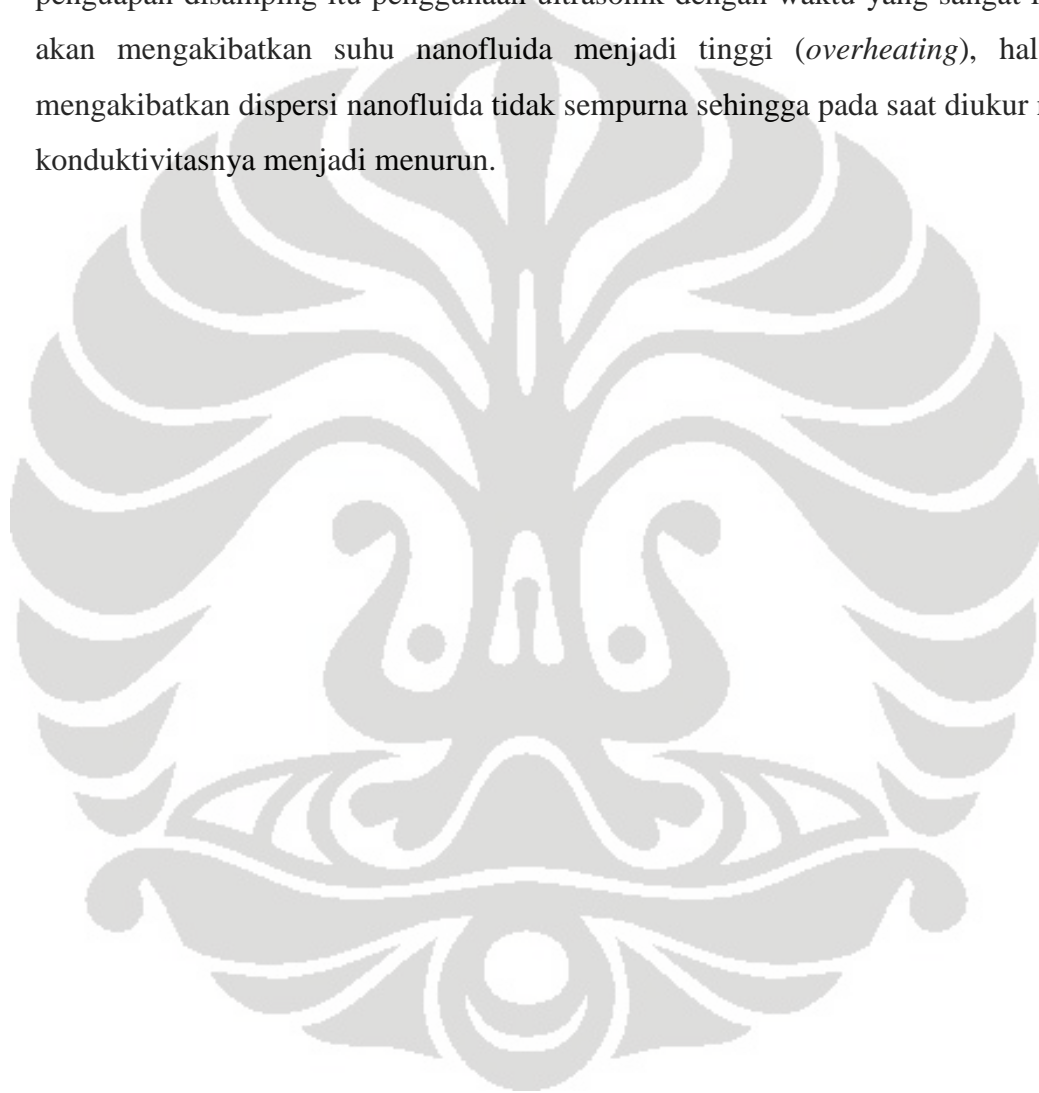 penguapan disamping itu penggunaan ultrasonik dengan waktu yang sangat
akan mengakibatkan suhu nanofluida menjadi tinggi (overheating), hal
mengakibatkan dispersi nanofluida tidak sempurna sehingga pada saat diukur
konduktivitasnya menjadi menurun.